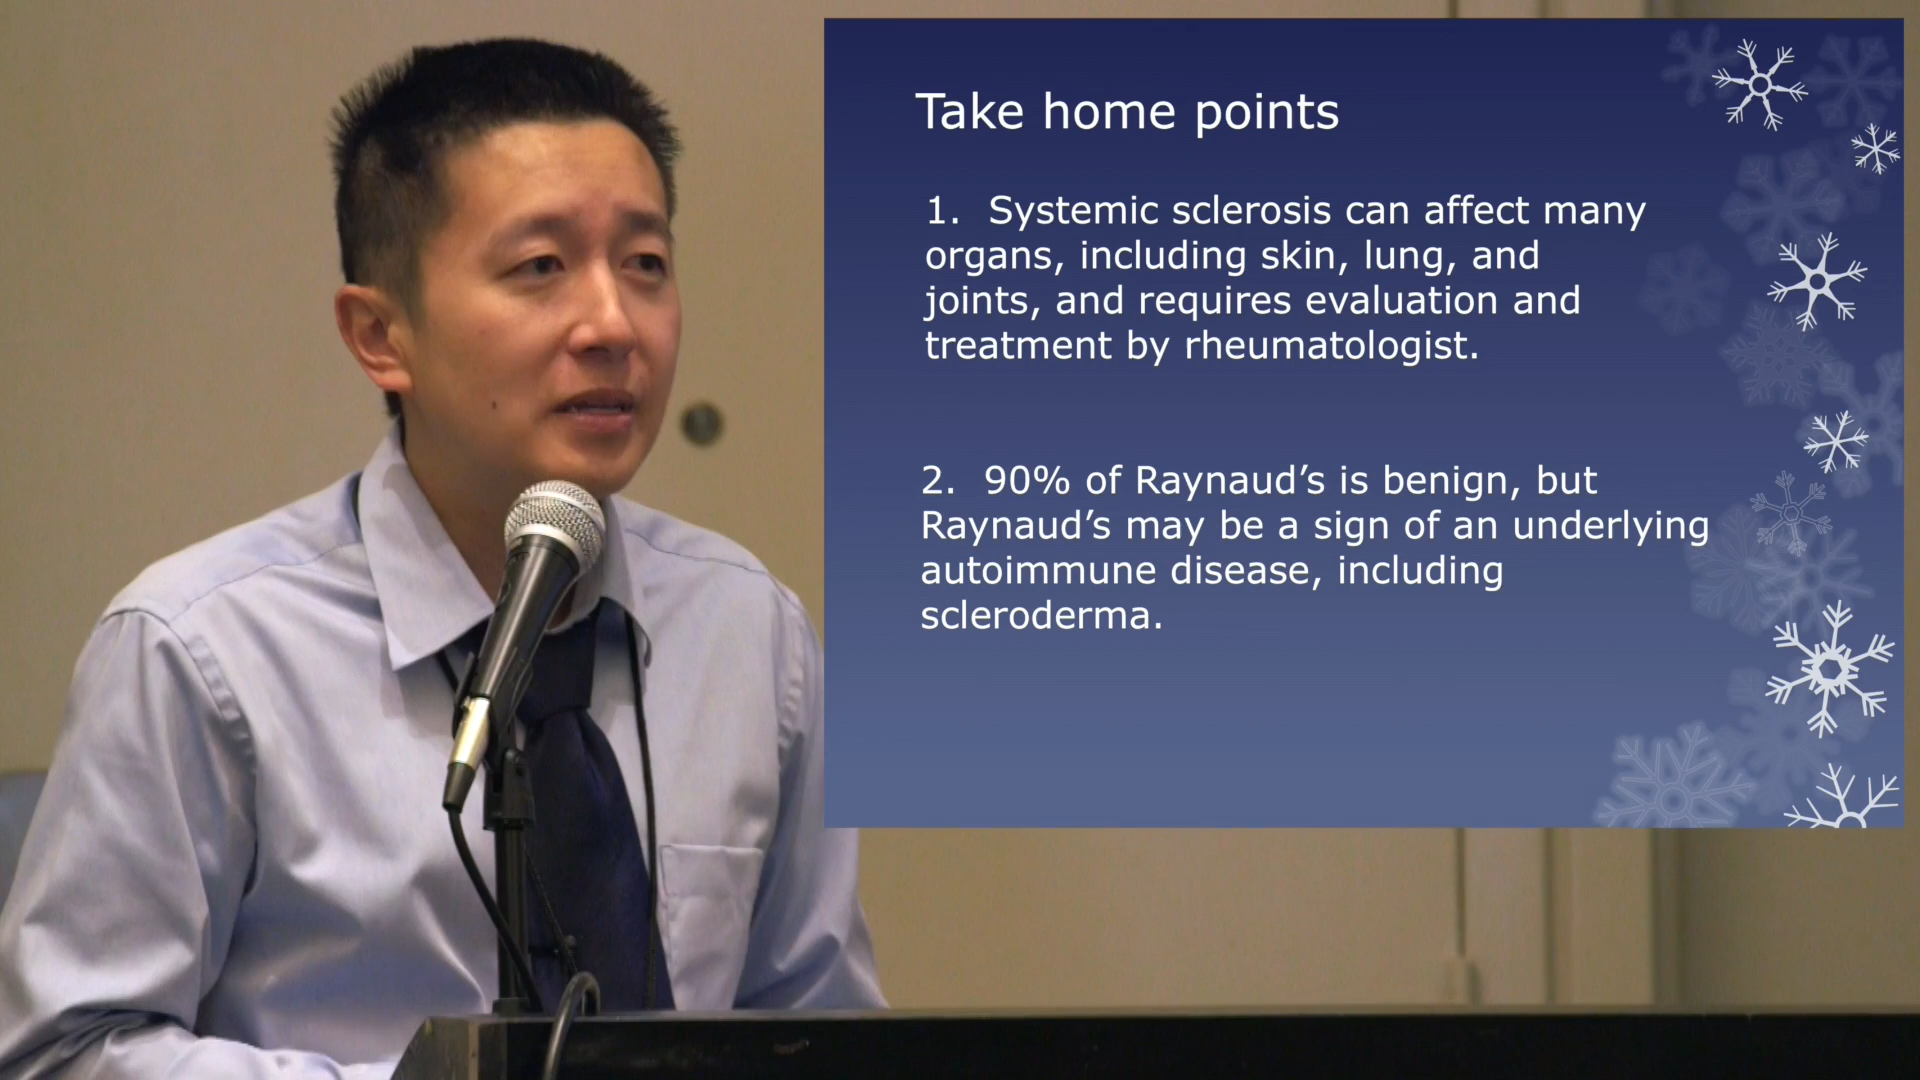 Take home points
1. Systemic sclerosis can affect many
organs, including skin, lung, and
joints, and requires evaluation and
treatment by rheumatologist.
2. 90% of Raynaud’s is benign, but
Raynaud’s may be a sign of an underlying
autoimmune disease, including
scleroderma.